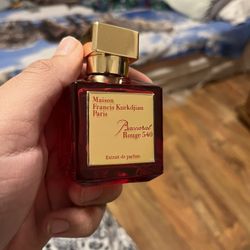 Maison
Francis Kurkdjian
Paris
Baccarat
Rouge 540
Extrait de parfum